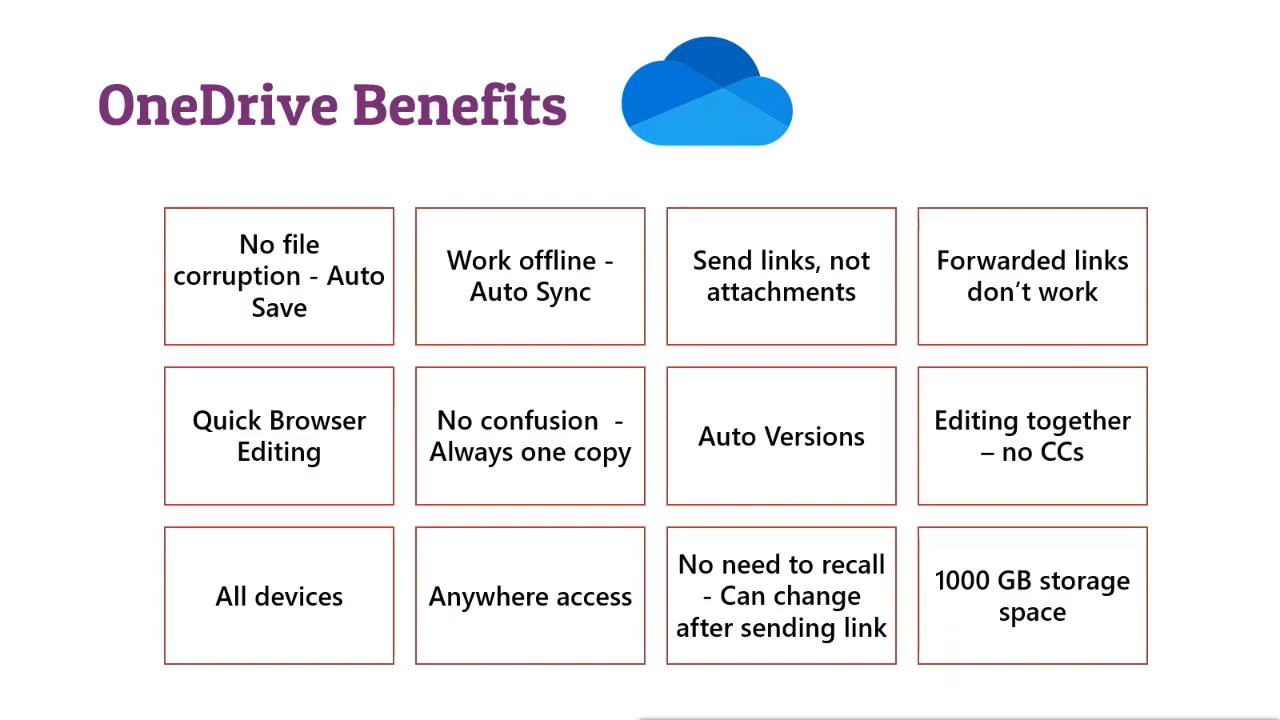 OneDrive Benefits
No file
corruption - Auto
Save
Work offline -
Auto Sync
Send links, not
attachments
Forwarded links
don’t work
Quick Browser
Editing
No confusion  -
Always one copy
Auto Versions
Editing together
– no CCs
All devices
Anywhere access
No need to recall
- Can change
after sending link
1000 GB storage
space